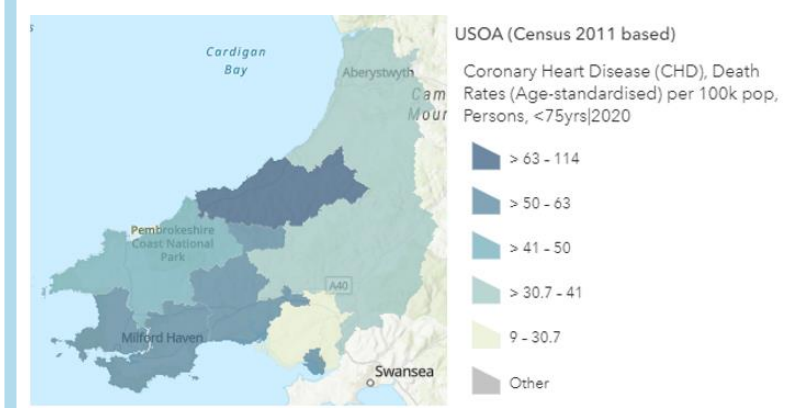 Cardigan
Bay
Aberystwyth
Cam
Mour
Pembrokeshire
Coast National
Park
A40
Milford Haven
Swansea
USOA (Census 2011 based)
Coronary Heart Disease (CHD), Death
Rates (Age-standardised) per 100k pop,
Persons, <75yrs|2020
> 63 - 114
> 50 - 63
> 41 - 50
> 30.7 - 41
9 - 30.7
Other